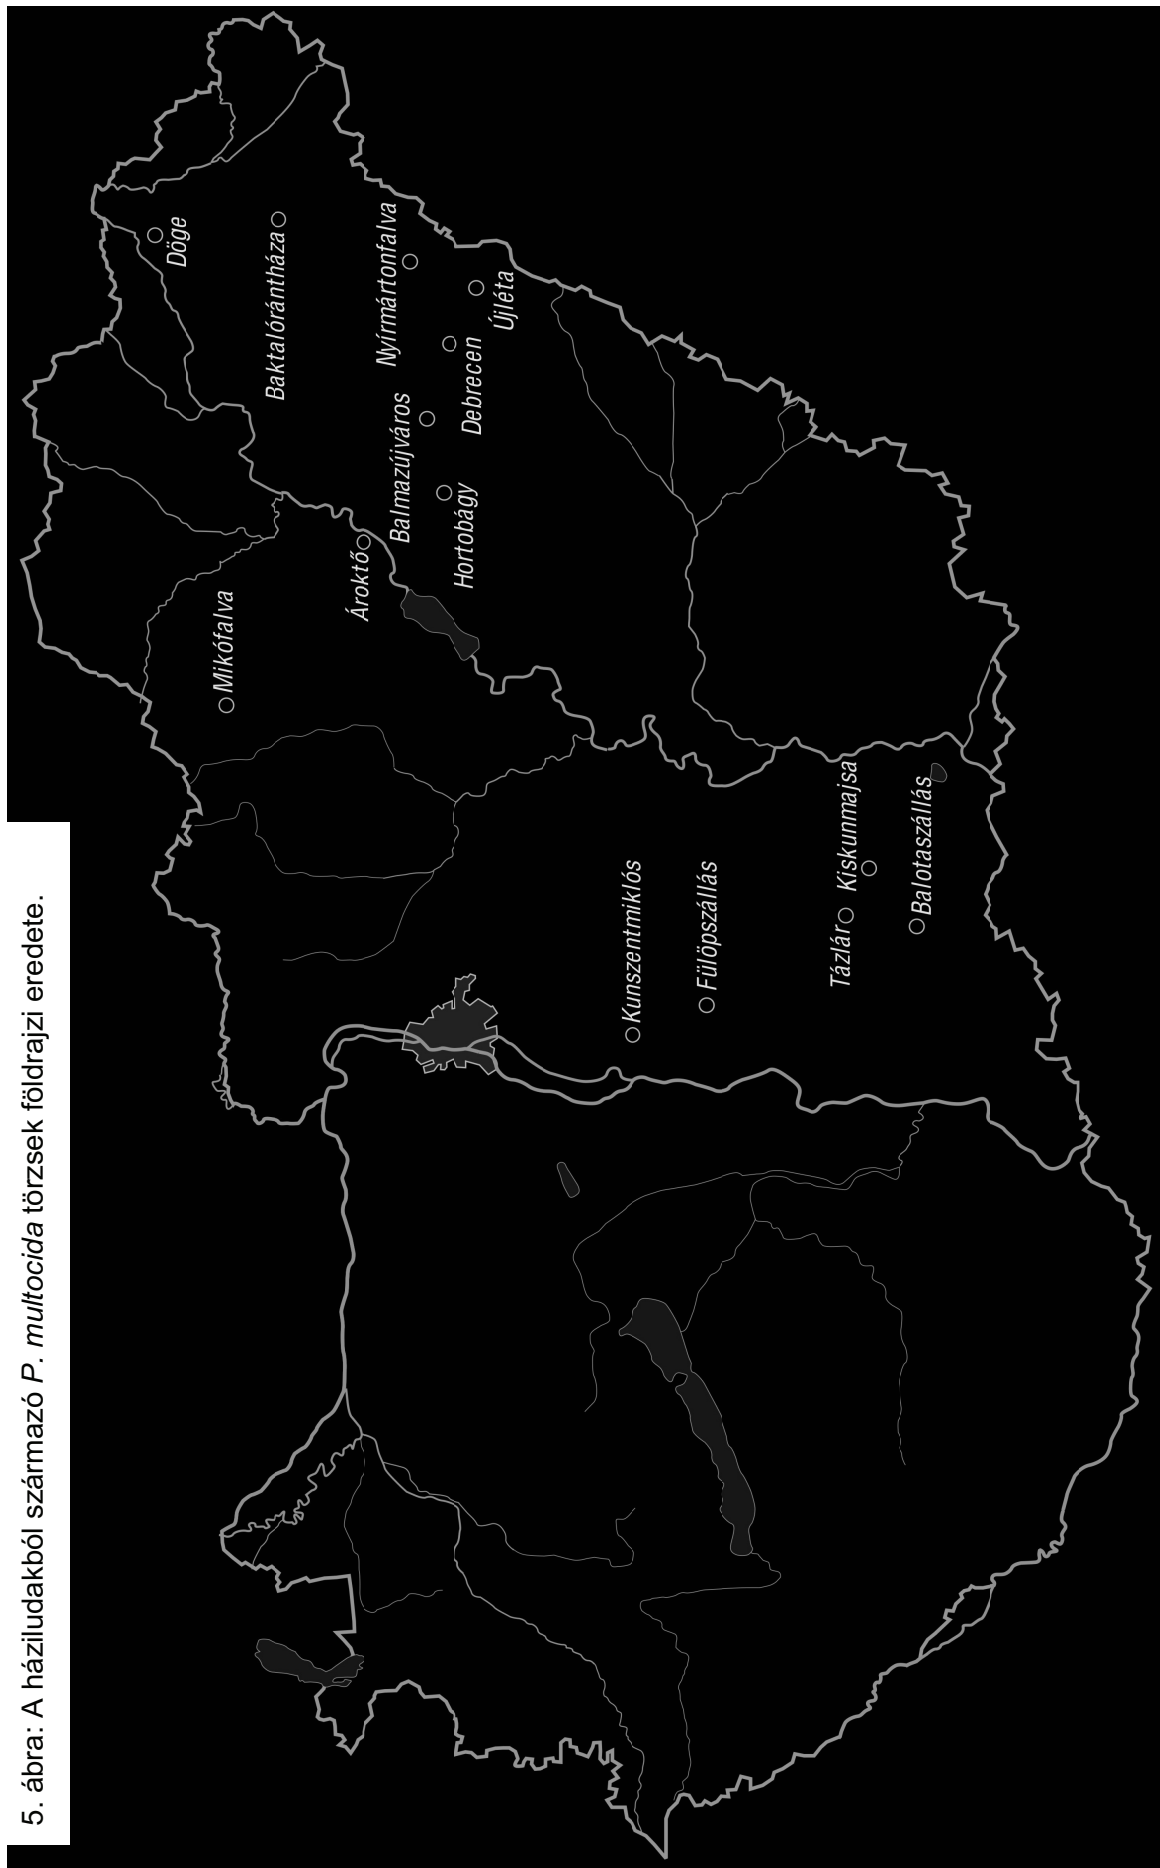 5. ábra: A háziludakból származó P. multocida törzsek földrajzi eredete.
Döge
Baktalórántháza
Mikófalva
Nyírmártonfalva
Ároktő
Balmazújváros
Újléta
Debrecen
Hortobágy
Kunszentmiklós
Fülöpszállás
Tázlár
Kiskunmajsa
Balotaszállás